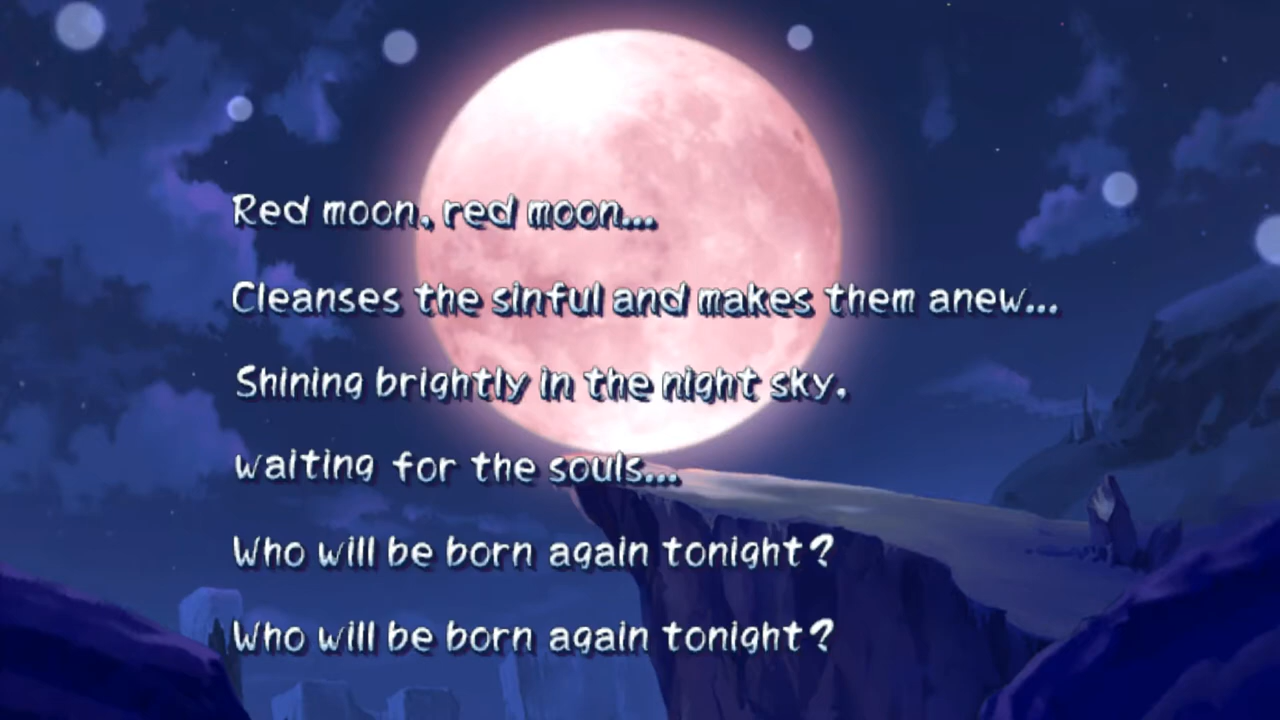 Red moon, red moon...
Cleanses the sinful and makes them anew...
Shining brightly in the night sky.
waiting for the souls...
Who will be born again tonight?
Who will be born again tonight?